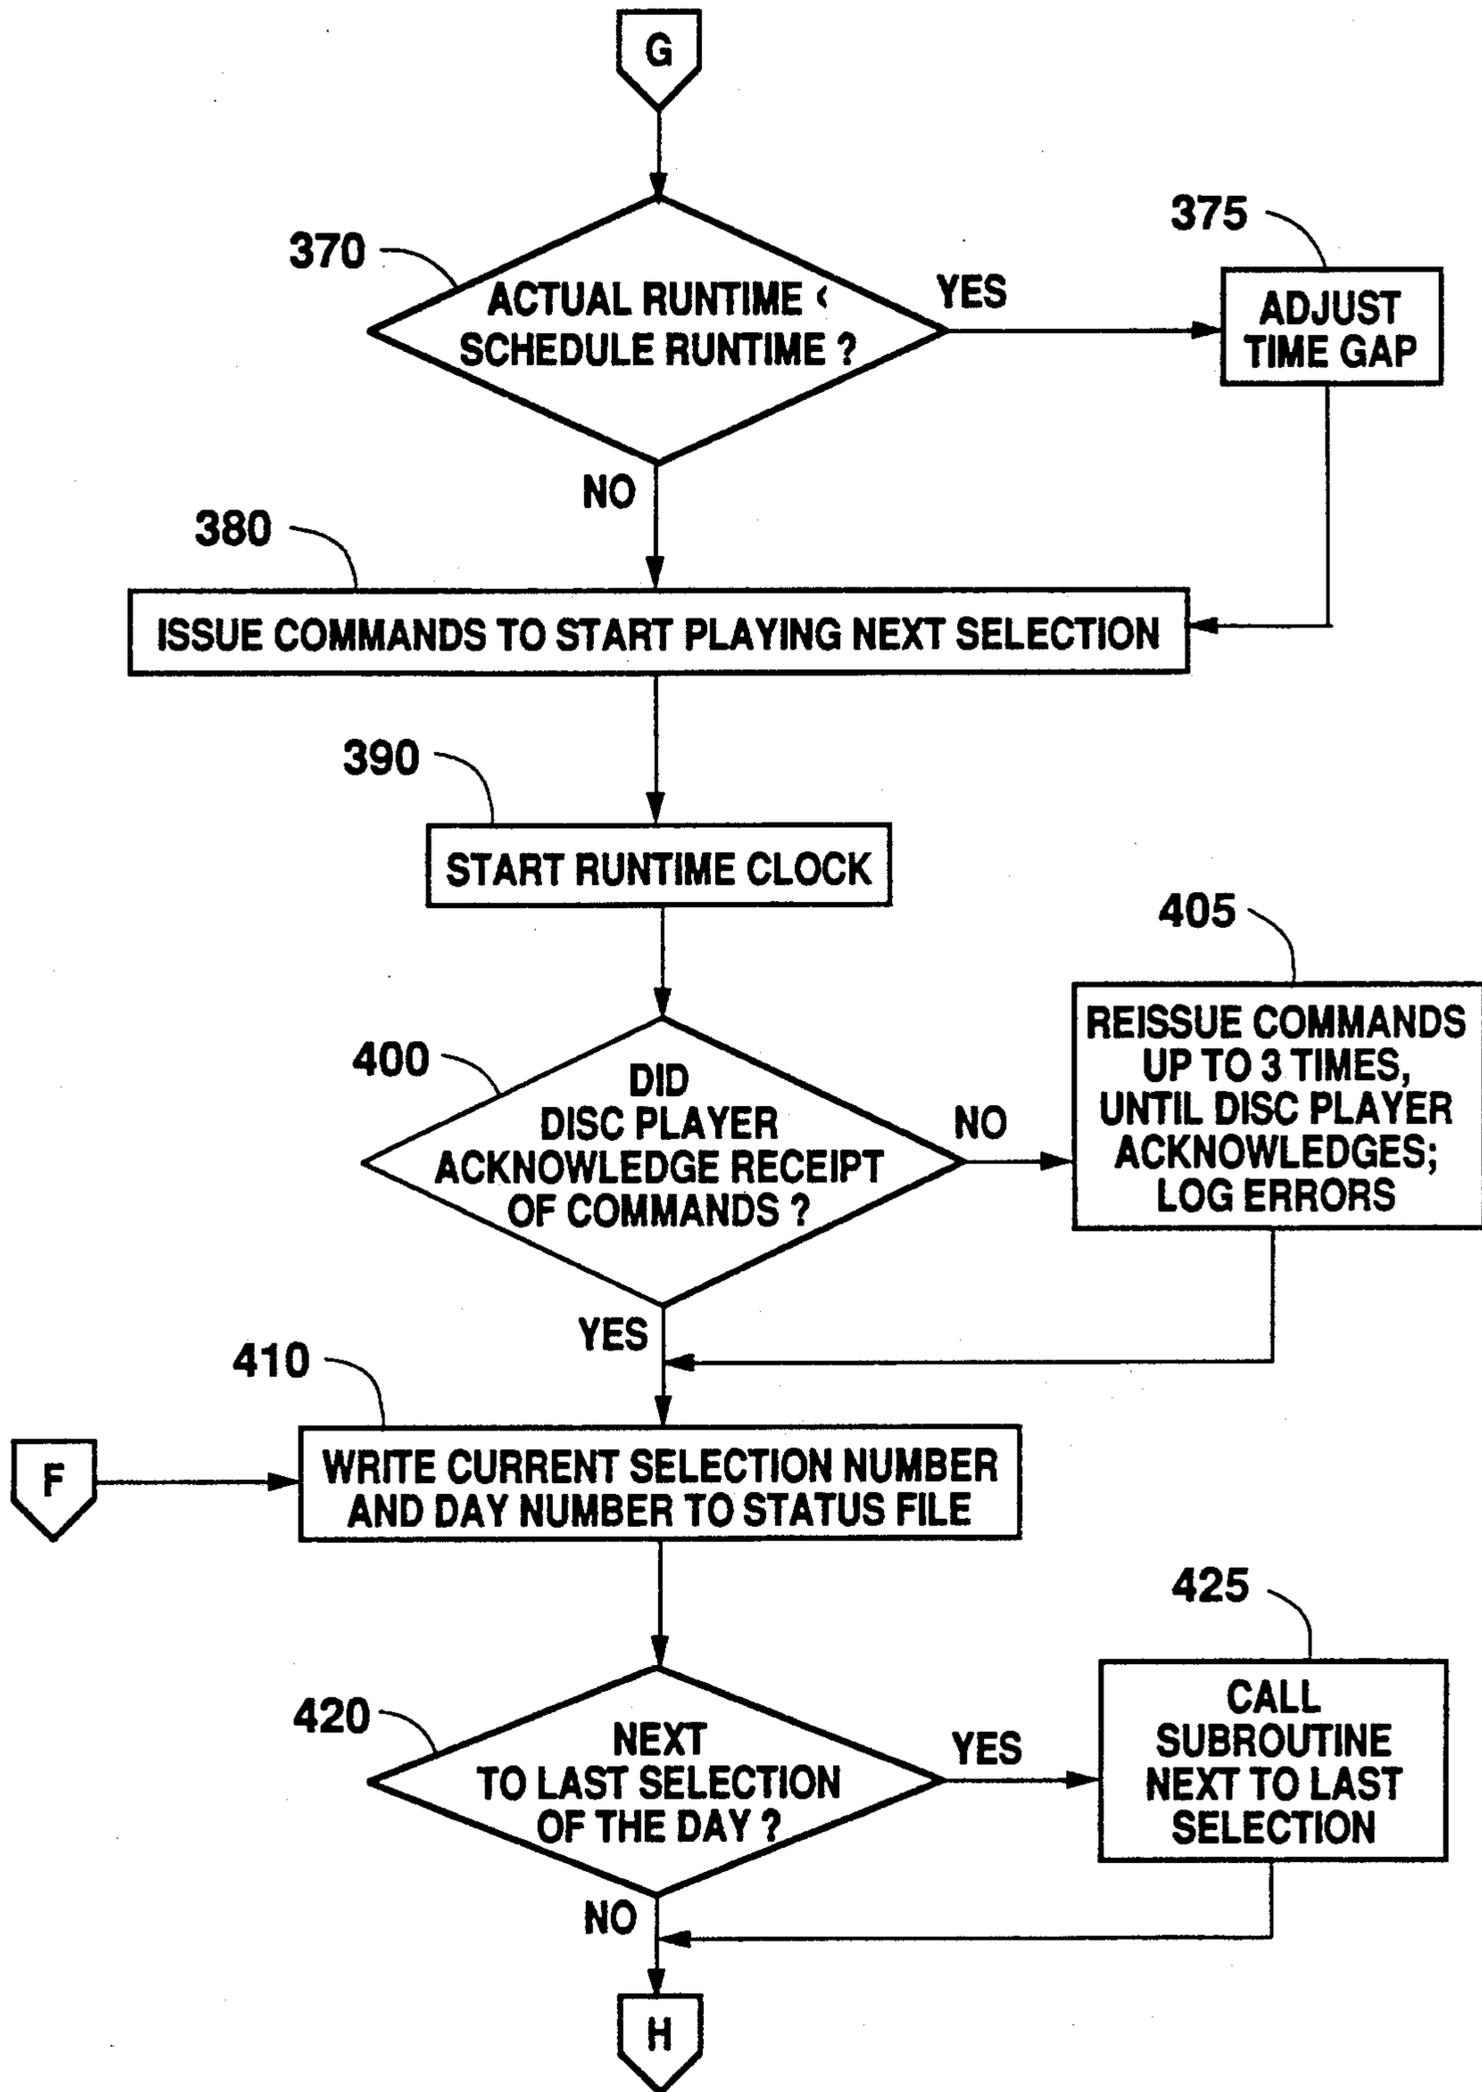 G
370
ACTUAL RUNTIME <
SCHEDULE RUNTIME ?
YES
375
ADJUST
TIME GAP
NO
380
ISSUE COMMANDS TO START PLAYING NEXT SELECTION
390
START RUNTIME CLOCK
400
DID
DISC PLAYER
ACKNOWLEDGE RECEIPT
OF COMMANDS ?
NO
405
REISSUE COMMANDS
UP TO 3 TIMES,
UNTIL DISC PLAYER
ACKNOWLEDGES;
LOG ERRORS
YES
410
F
WRITE CURRENT SELECTION NUMBER
AND DAY NUMBER TO STATUS FILE
420
NEXT
TO LAST SELECTION
OF THE DAY ?
YES
425
CALL
SUBROUTINE
NEXT TO LAST
SELECTION
NO
H